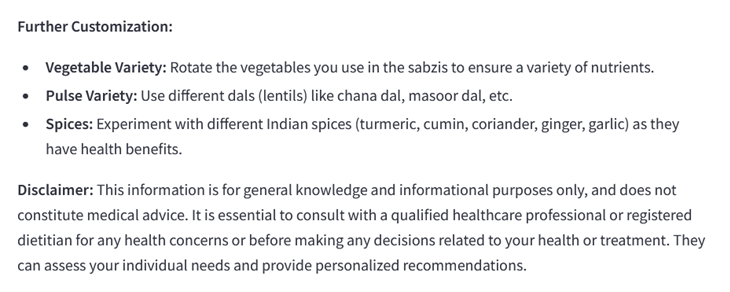 Further Customization:
• Vegetable Variety: Rotate the vegetables you use in the sabzis to ensure a variety of nutrients.
• Pulse Variety: Use different dals (lentils) like chana dal, masoor dal, etc.
• Spices: Experiment with different Indian spices (turmeric, cumin, coriander, ginger, garlic) as they
have health benefits.
Disclaimer: This information is for general knowledge and informational purposes only, and does not
constitute medical advice. It is essential to consult with a qualified healthcare professional or registered
dietitian for any health concerns or before making any decisions related to your health or treatment. They
can assess your individual needs and provide personalized recommendations.